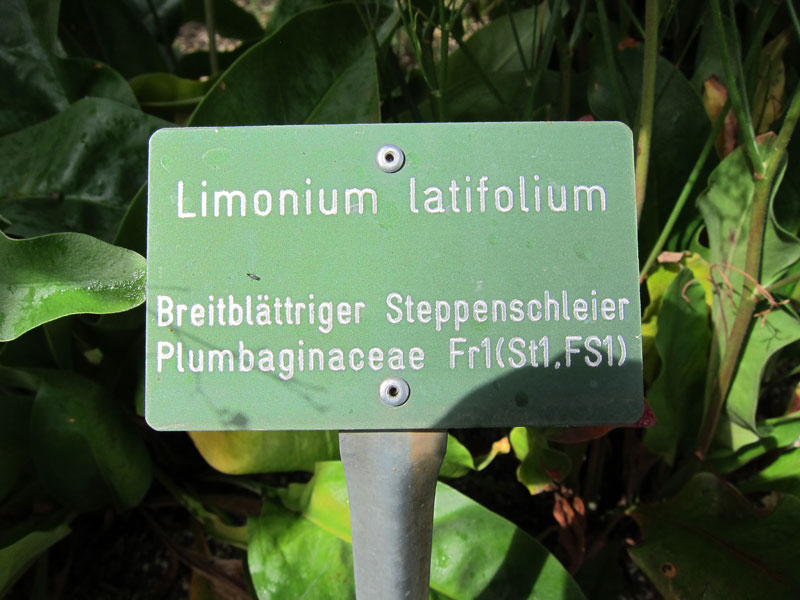 Limonium latifolium
Breitblättriger Steppenschleier
Plumbaginaceae Fr1(St1,FS1)